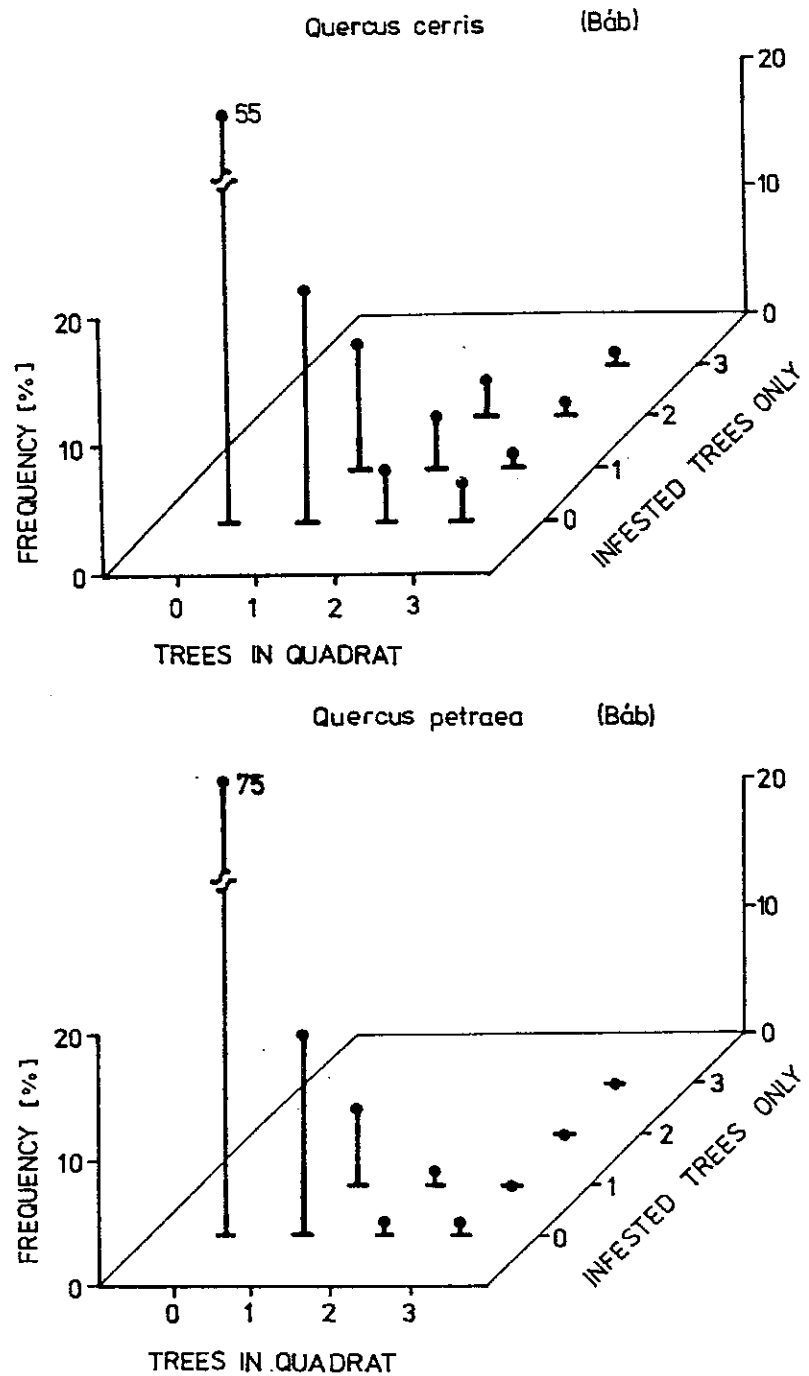 Quercus cerris (Báb)
20
55
10
20
0
3
2
10
1
0
0
0 1 2 3
FREQUENCY [%]
INFESTED TREES ONLY
TREES IN QUADRAT
Quercus petraea (Báb)
75
20
10
20
0
3
2
10
1
0
0
0 1 2 3
FREQUENCY [%]
INFESTED TREES ONLY
TREES IN QUADRAT